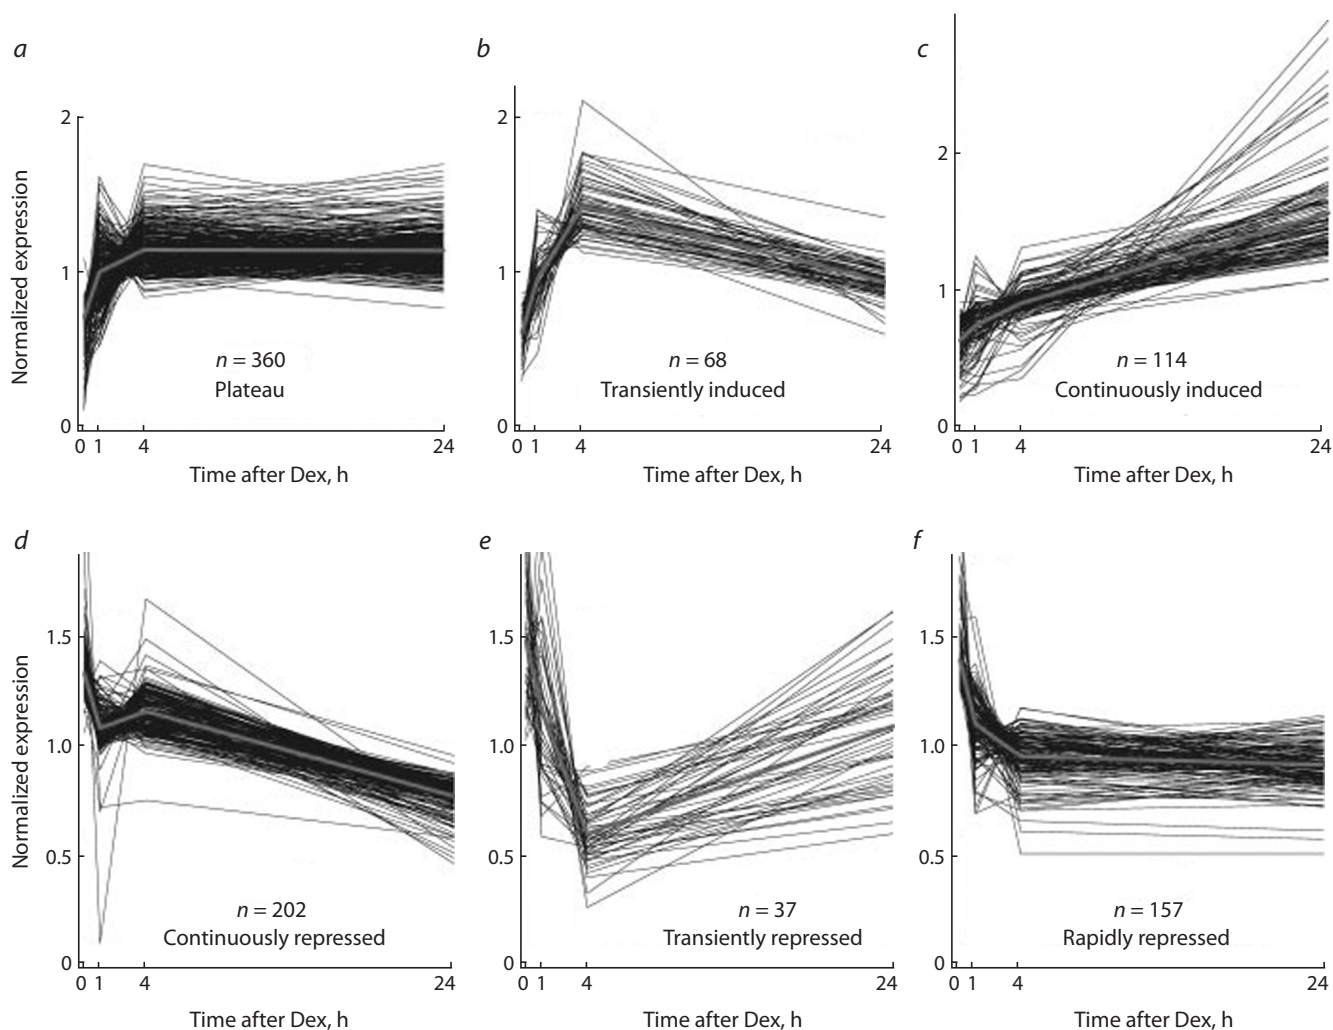 a
b
c
Normalized expression
2
1
0
n = 360
Plateau
0 1 4 24
Time after Dex, h
2
1
0
n = 68
Transiently induced
0 1 4 24
Time after Dex, h
2
1
0
n = 114
Continuously induced
0 1 4 24
Time after Dex, h
d
e
f
Normalized expression
1.5
1.0
0.5
0
n = 202
Continuously repressed
0 1 4 24
Time after Dex, h
1.5
1.0
0.5
0
n = 37
Transiently repressed
0 1 4 24
Time after Dex, h
1.5
1.0
0.5
0
n = 157
Rapidly repressed
0 1 4 24
Time after Dex, h